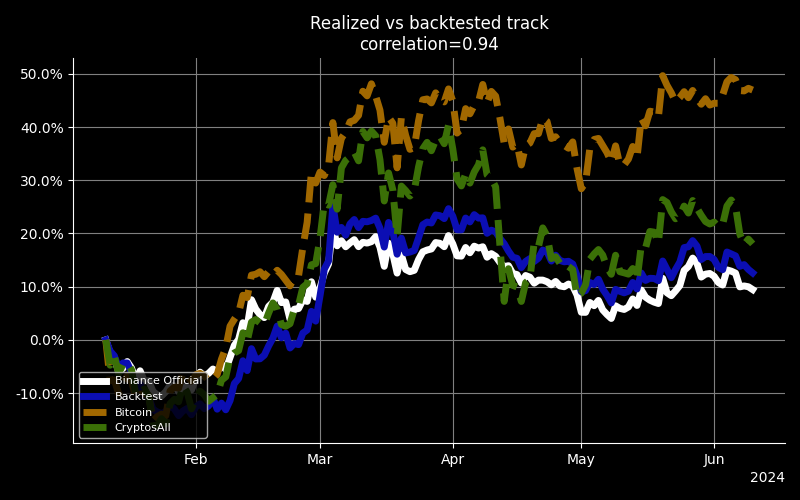 Realized vs backtested track
correlation=0.94
50.0%
40.0%
30.0%
20.0%
10.0%
0.0%
-10.0%
Binance Official
Backtest
Bitcoin
CryptosAll
Feb Mar Apr May Jun
2024